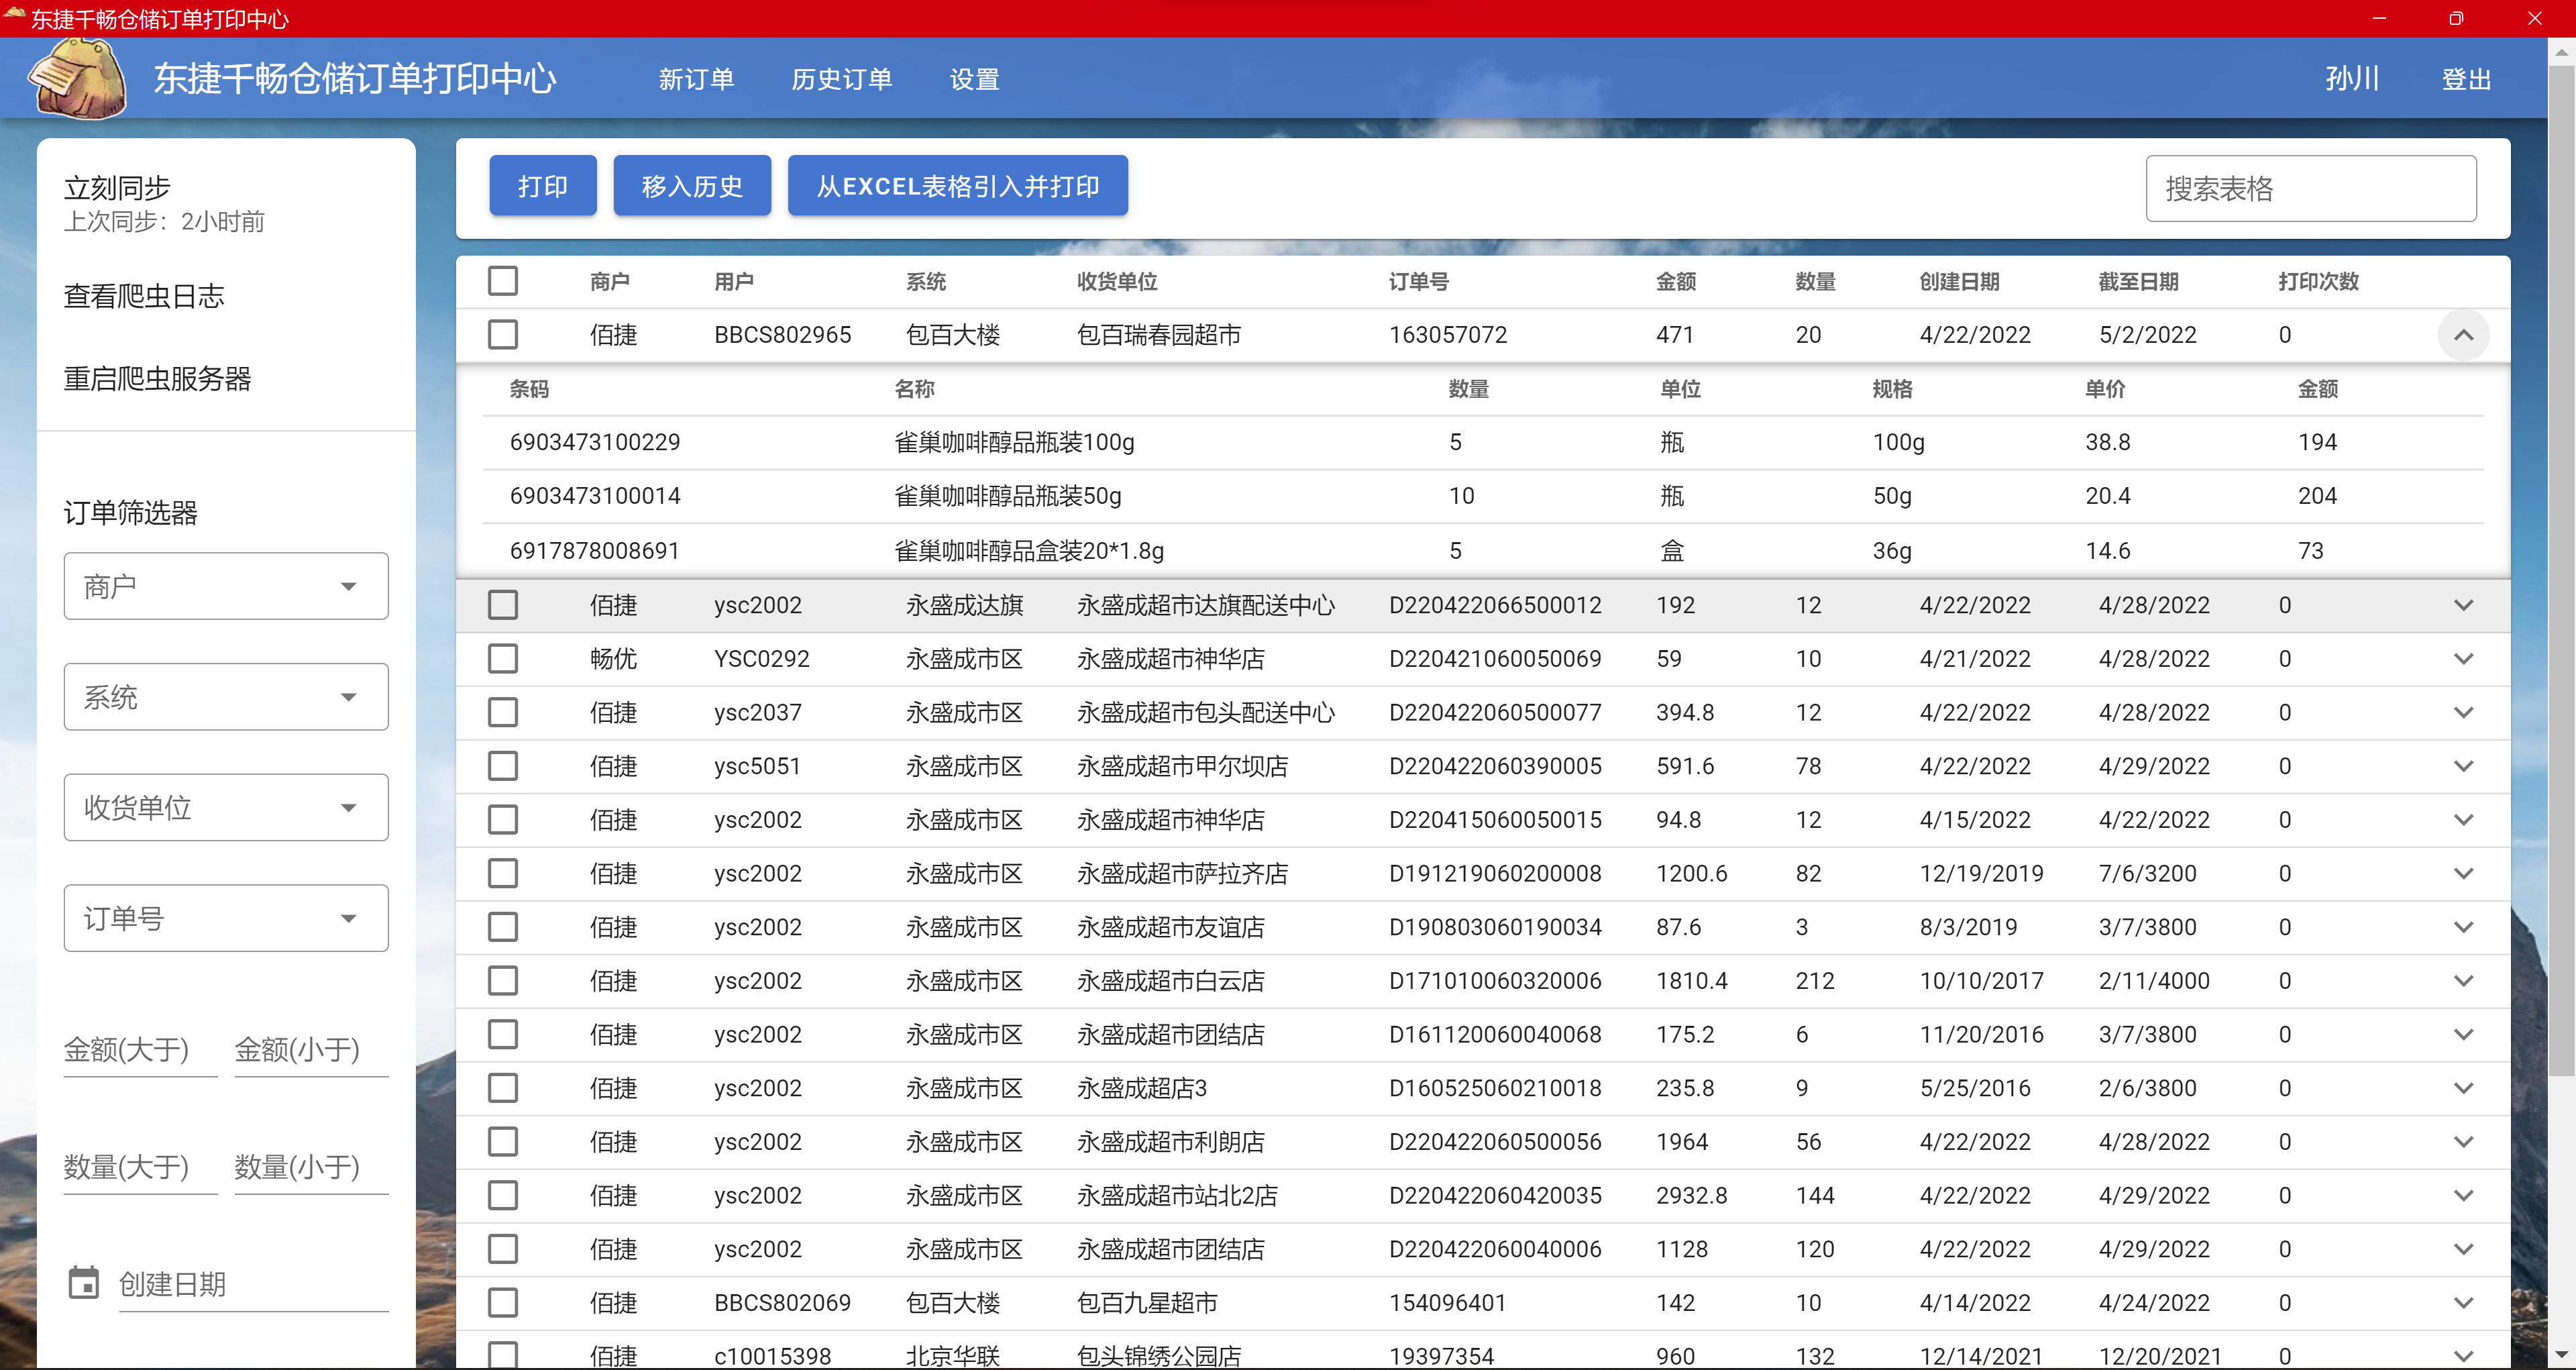 东捷千畅仓储订单打印中心
东捷千畅仓储订单打印中心 新订单 历史订单 设置 孙川 登出
立刻同步
上次同步：2小时前
查看爬虫日志
重启爬虫服务器
订单筛选器
商户
系统
收货单位
订单号
金额(大于) 金额(小于)
数量(大于) 数量(小于)
创建日期
打印 移入历史 从EXCEL表格引入并打印 搜索表格
商户 用户 系统 收货单位 订单号 金额 数量 创建日期 截至日期 打印次数
佰捷 BBCS802965 包百大楼 包百瑞春园超市 163057072 471 20 4/22/2022 5/2/2022 0
条码 名称 数量 单位 规格 单价 金额
6903473100229 雀巢咖啡醇品瓶装100g 5 瓶 100g 38.8 194
6903473100014 雀巢咖啡醇品瓶装50g 10 瓶 50g 20.4 204
6917878008691 雀巢咖啡醇品盒装20*1.8g 5 盒 36g 14.6 73
佰捷 ysc2002 永盛成达旗 永盛成超市达旗配送中心 D220422066500012 192 12 4/22/2022 4/28/2022 0
畅优 YSC0292 永盛成市区 永盛成超市神华店 D220421060050069 59 10 4/21/2022 4/28/2022 0
佰捷 ysc2037 永盛成市区 永盛成超市包头配送中心 D220422060500077 394.8 12 4/22/2022 4/28/2022 0
佰捷 ysc5051 永盛成市区 永盛成超市甲尔坝店 D220422060390005 591.6 78 4/22/2022 4/29/2022 0
佰捷 ysc2002 永盛成市区 永盛成超市神华店 D220415060050015 94.8 12 4/15/2022 4/22/2022 0
佰捷 ysc2002 永盛成市区 永盛成超市萨拉齐店 D191219060200008 1200.6 82 12/19/2019 7/6/3200 0
佰捷 ysc2002 永盛成市区 永盛成超市友谊店 D190803060190034 87.6 3 8/3/2019 3/7/3800 0
佰捷 ysc2002 永盛成市区 永盛成超市白云店 D171010060320006 1810.4 212 10/10/2017 2/11/4000 0
佰捷 ysc2002 永盛成市区 永盛成超市团结店 D161120060040068 175.2 6 11/20/2016 3/7/3800 0
佰捷 ysc2002 永盛成市区 永盛成超店3 D160525060210018 235.8 9 5/25/2016 2/6/3800 0
佰捷 ysc2002 永盛成市区 永盛成超市利朗店 D220422060500056 1964 56 4/22/2022 4/28/2022 0
佰捷 ysc2002 永盛成市区 永盛成超市站北2店 D220422060420035 2932.8 144 4/22/2022 4/29/2022 0
佰捷 ysc2002 永盛成市区 永盛成超市团结店 D220422060040006 1128 120 4/22/2022 4/29/2022 0
佰捷 BBCS802069 包百大楼 包百九星超市 154096401 142 10 4/14/2022 4/24/2022 0
佰捷 c10015398 北京华联 包头锦绣公园店 19397354 960 132 12/14/2021 12/20/2021 0